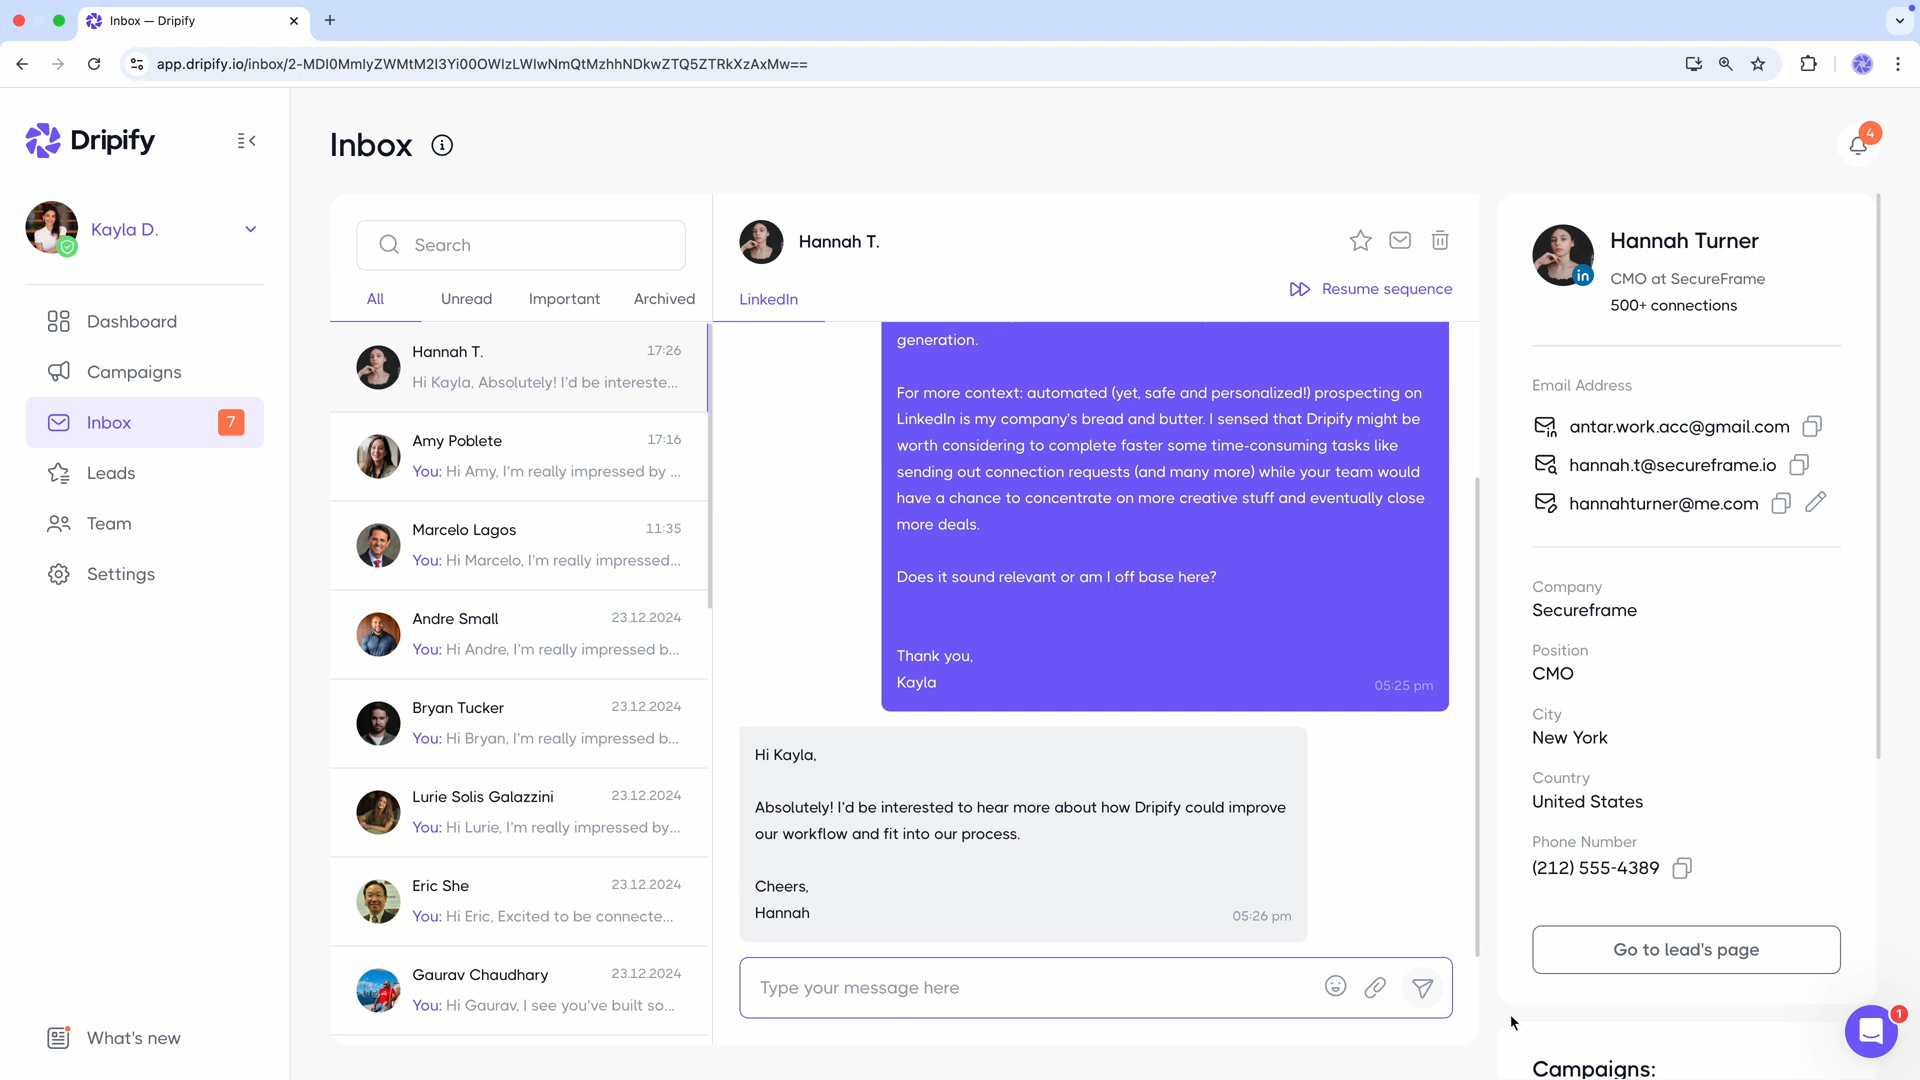 Inbox — Dripify
app.dripify.io/inbox/2-MDI0MmIyZWMtM2I3Yi00OWIzLWIwNmQtMzhhNDkwZTQ5ZTRkXzAxMw==
Dripify
Kayla D.
Dashboard
Campaigns
Inbox
7
Leads
Team
Settings
What's new
Inbox
4
Search
All
Unread
Important
Archived
Hannah T.
17:26
Hi Kayla, Absolutely! I'd be intereste...
Amy Poblete
17:16
You: Hi Amy, I'm really impressed by ...
Marcelo Lagos
11:35
You: Hi Marcelo, I'm really impressed...
Andre Small
23.12.2024
You: Hi Andre, I'm really impressed b...
Bryan Tucker
23.12.2024
You: Hi Bryan, I'm really impressed b...
Lurie Solis Galazzini
23.12.2024
You: Hi Lurie, I'm really impressed by...
Eric She
23.12.2024
You: Hi Eric, Excited to be connecte...
Gaurav Chaudhary
23.12.2024
You: Hi Gaurav, I see you've built so...
Hannah T.
LinkedIn
Resume sequence
generation.
For more context: automated (yet, safe and personalized!) prospecting on
LinkedIn is my company's bread and butter. I sensed that Dripify might be
worth considering to complete faster some time-consuming tasks like
sending out connection requests (and many more) while your team would
have a chance to concentrate on more creative stuff and eventually close
more deals.
Does it sound relevant or am I off base here?
Thank you,
Kayla
05:25 pm
Hi Kayla,
Absolutely! I'd be interested to hear more about how Dripify could improve
our workflow and fit into our process.
Cheers,
Hannah
05:26 pm
Type your message here
Hannah Turner
in
CMO at SecureFrame
500+ connections
Email Address
antar.work.acc@gmail.com
hannah.t@secureframe.io
hannahturner@me.com
Company
Secureframe
Position
CMO
City
New York
Country
United States
Phone Number
(212) 555-4389
Go to lead's page
1
Campaigns: